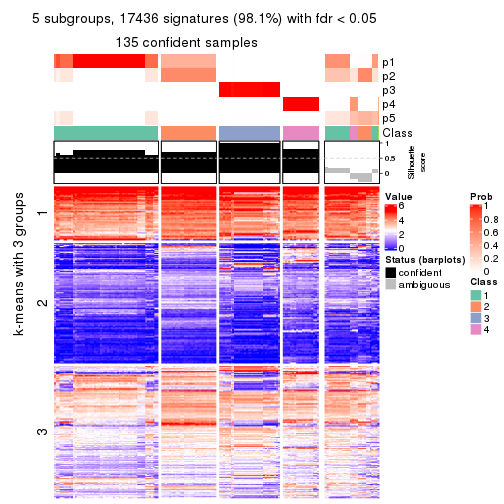 5 subgroups, 17436 signatures (98.1%) with fdr < 0.05
135 confident samples
p1
p2
p3
p4
p5
Class
1
0.5
0
Silhouette
score
k-means with 3 groups
1
2
3
Value
6
4
2
0
Status (barplots)
confident
ambiguous
Prob
1
0.8
0.6
0.4
0.2
0
Class
1
2
3
4